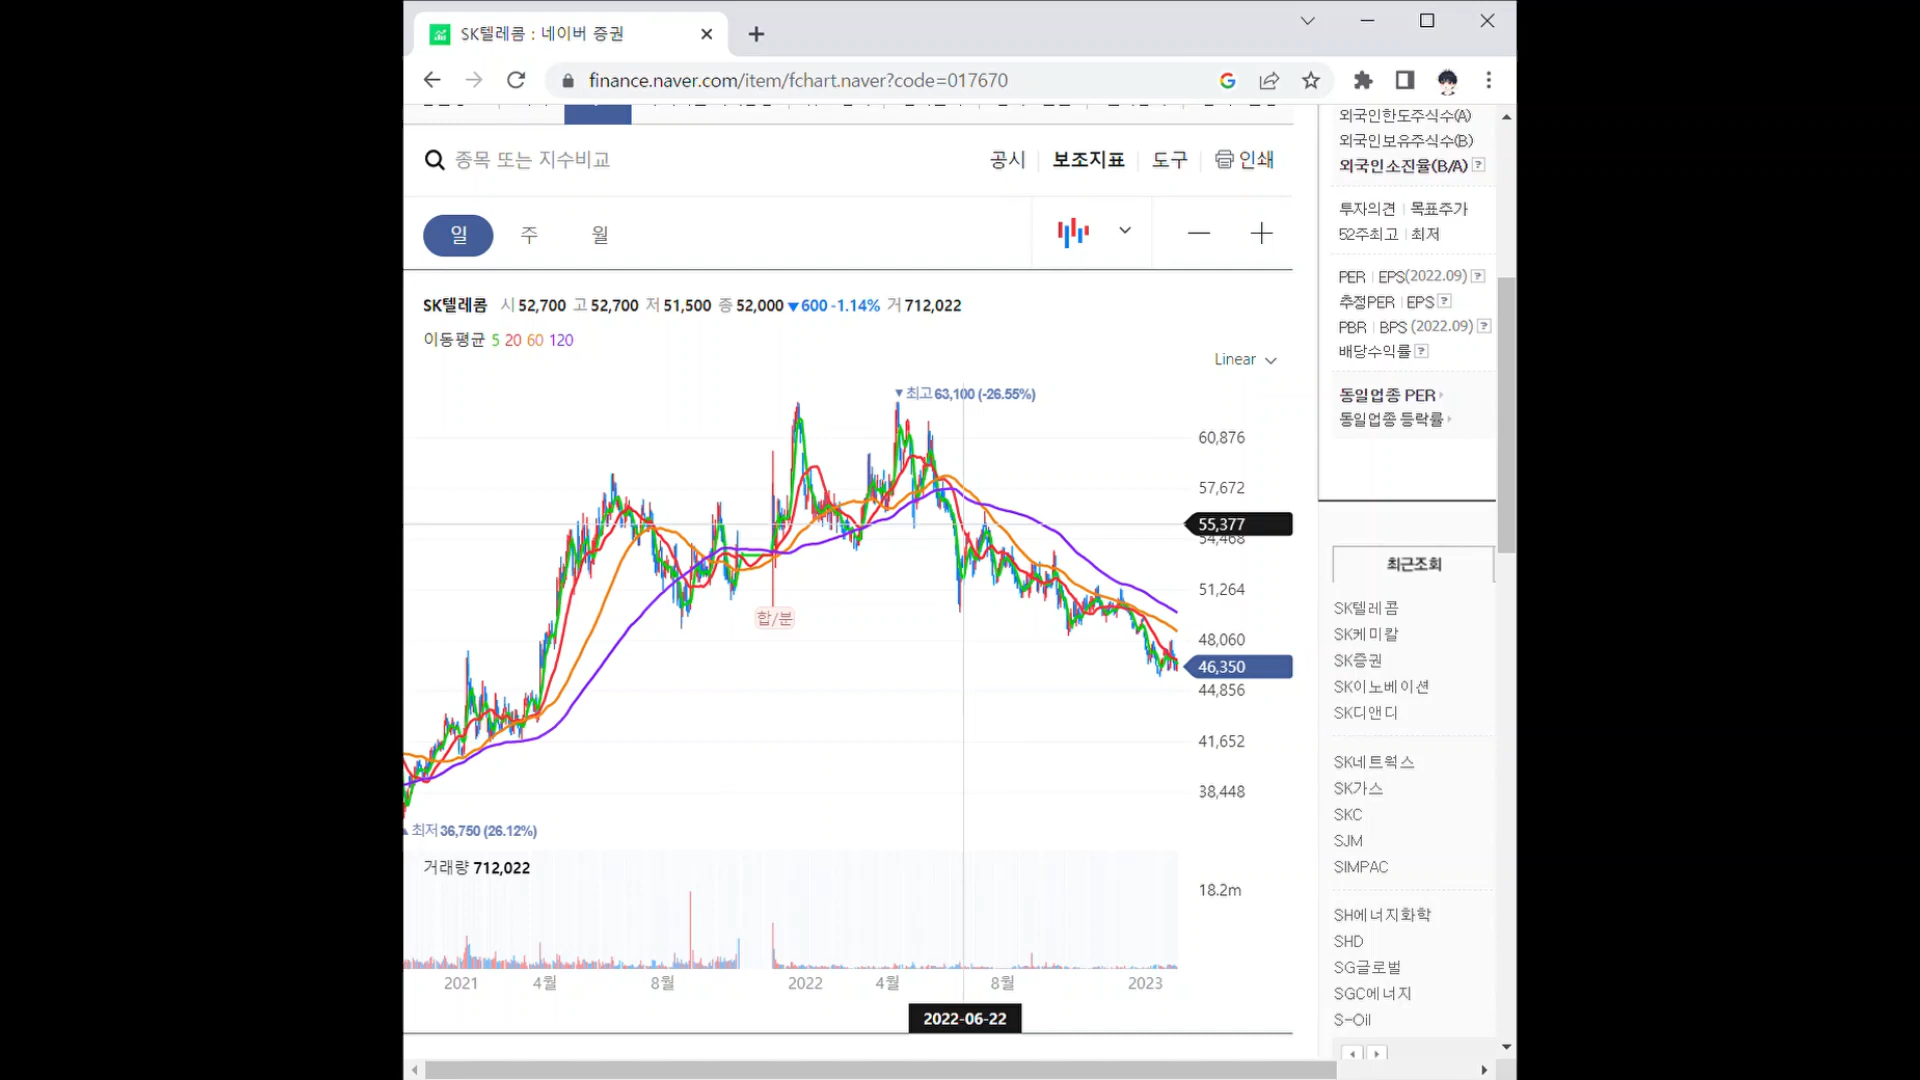 SK텔레콤 : 네이버 증권
finance.naver.com/item/fchart.naver?code=017670
종목 또는 지수비교
공시 보조지표 도구 인쇄
일 주 월
SK텔레콤 시 52,700 고 52,700 저 51,500 종 52,000 ▼600 -1.14% 거 712,022
이동평균 5 20 60 120
Linear
▼최고 63,100 (-26.55%)
60,876
57,672
55,377
54,468
51,264
합/분
48,060
46,350
44,856
41,652
38,448
▲최저 36,750 (26.12%)
거래량 712,022
18.2m
2021 4월 8월 2022 4월 8월 2023
2022-06-22
외국인한도주식수(A)
외국인보유주식수(B)
외국인소진율(B/A) ?
투자의견 | 목표주가
52주최고 | 최저
PER | EPS(2022.09) ?
추정PER | EPS ?
PBR | BPS (2022.09) ?
배당수익률 ?
동일업종 PER
동일업종 등락률
최근조회
SK텔레콤
SK케미칼
SK증권
SK이노베이션
SK디앤디
SK네트웍스
SK가스
SKC
SJM
SIMPAC
SH에너지화학
SHD
SG글로벌
SGC에너지
S-Oil